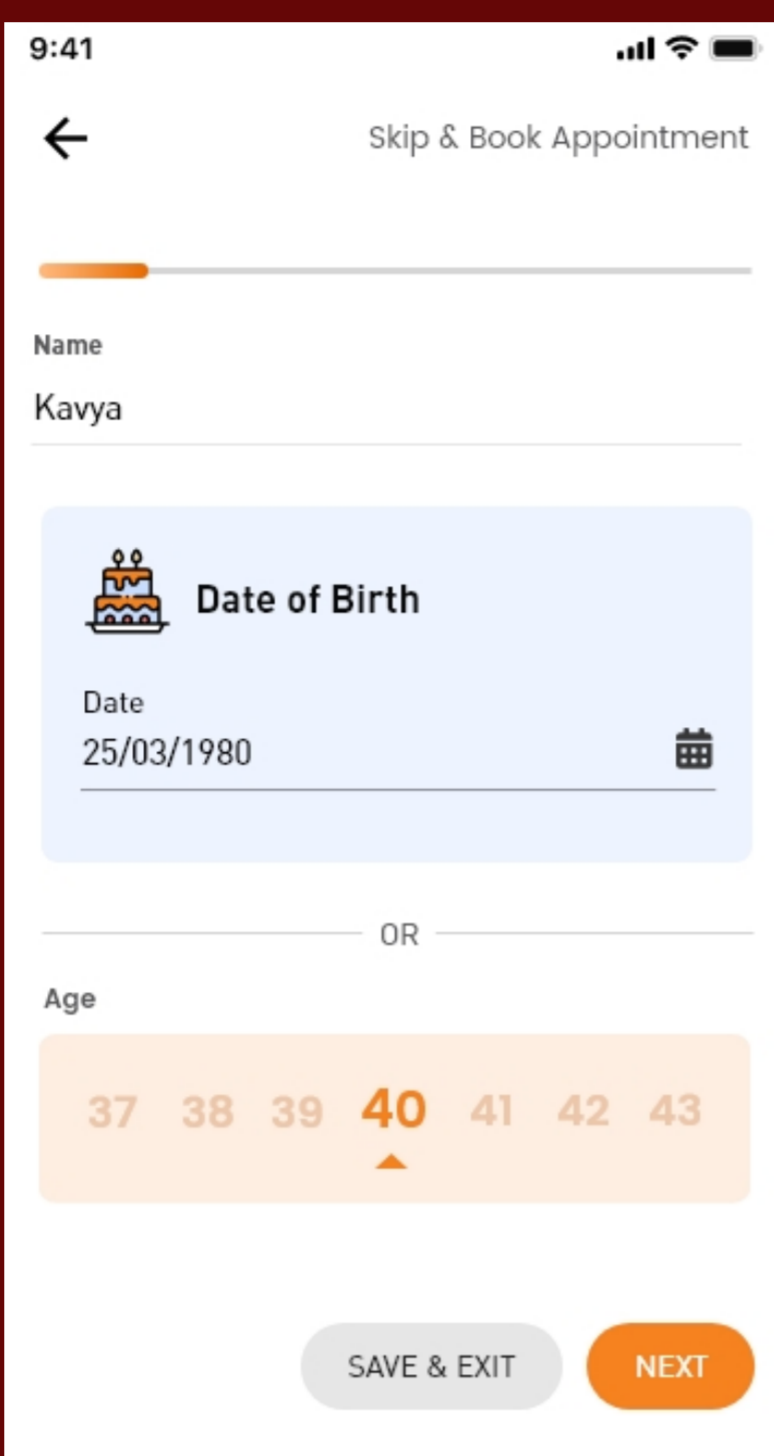 9:41
Skip & Book Appointment
Name
Kavya
Date of Birth
Date
25/03/1980
OR
Age
37 38 39 40 41 42 43
SAVE & EXIT NEXT